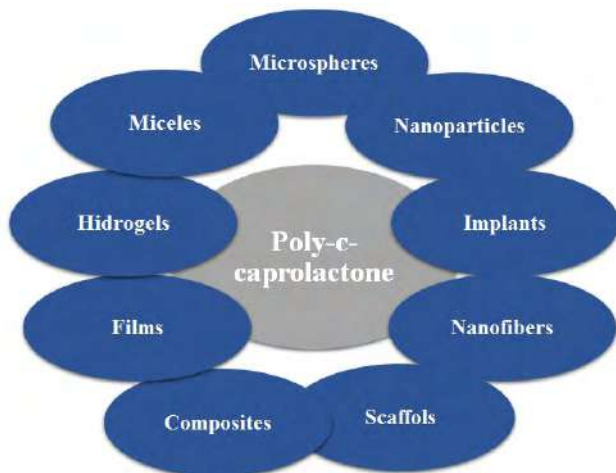 Microspheres
Miceles
Nanoparticles
Hidrogels
Poly-c-
caprolactone
Implants
Films
Nanofibers
Composites
Scaffols